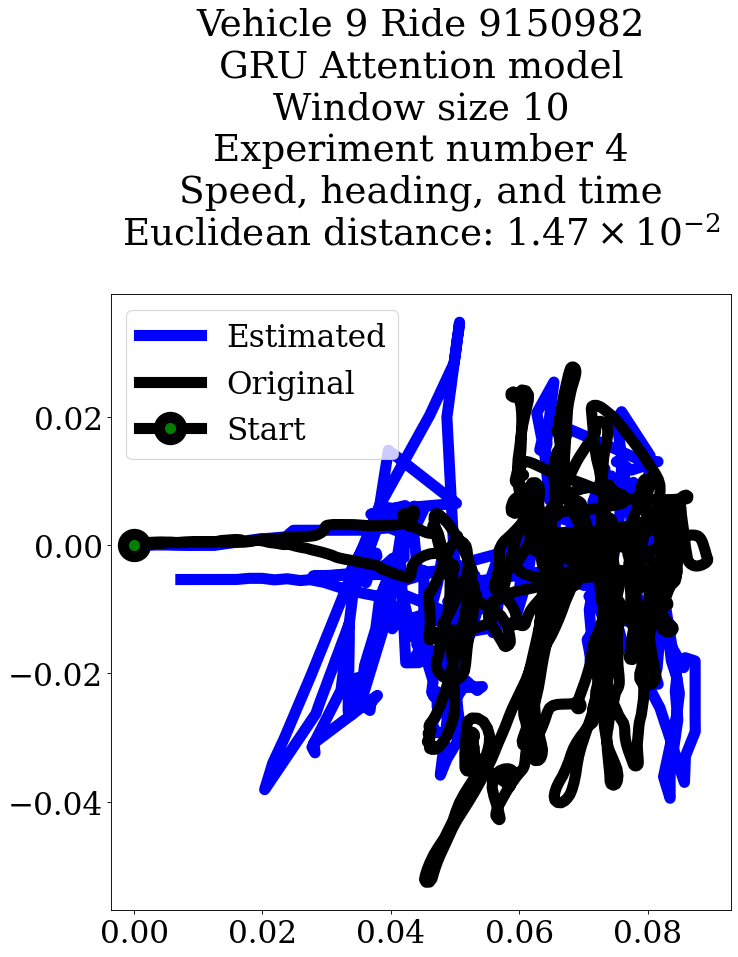 Vehicle 9 Ride 9150982
GRU Attention model
Window size 10
Experiment number 4
Speed, heading, and time
Euclidean distance: 1.47 × 10⁻²
Estimated
Original
Start
0.02
0.00
−0.02
−0.04
0.00 0.02 0.04 0.06 0.08